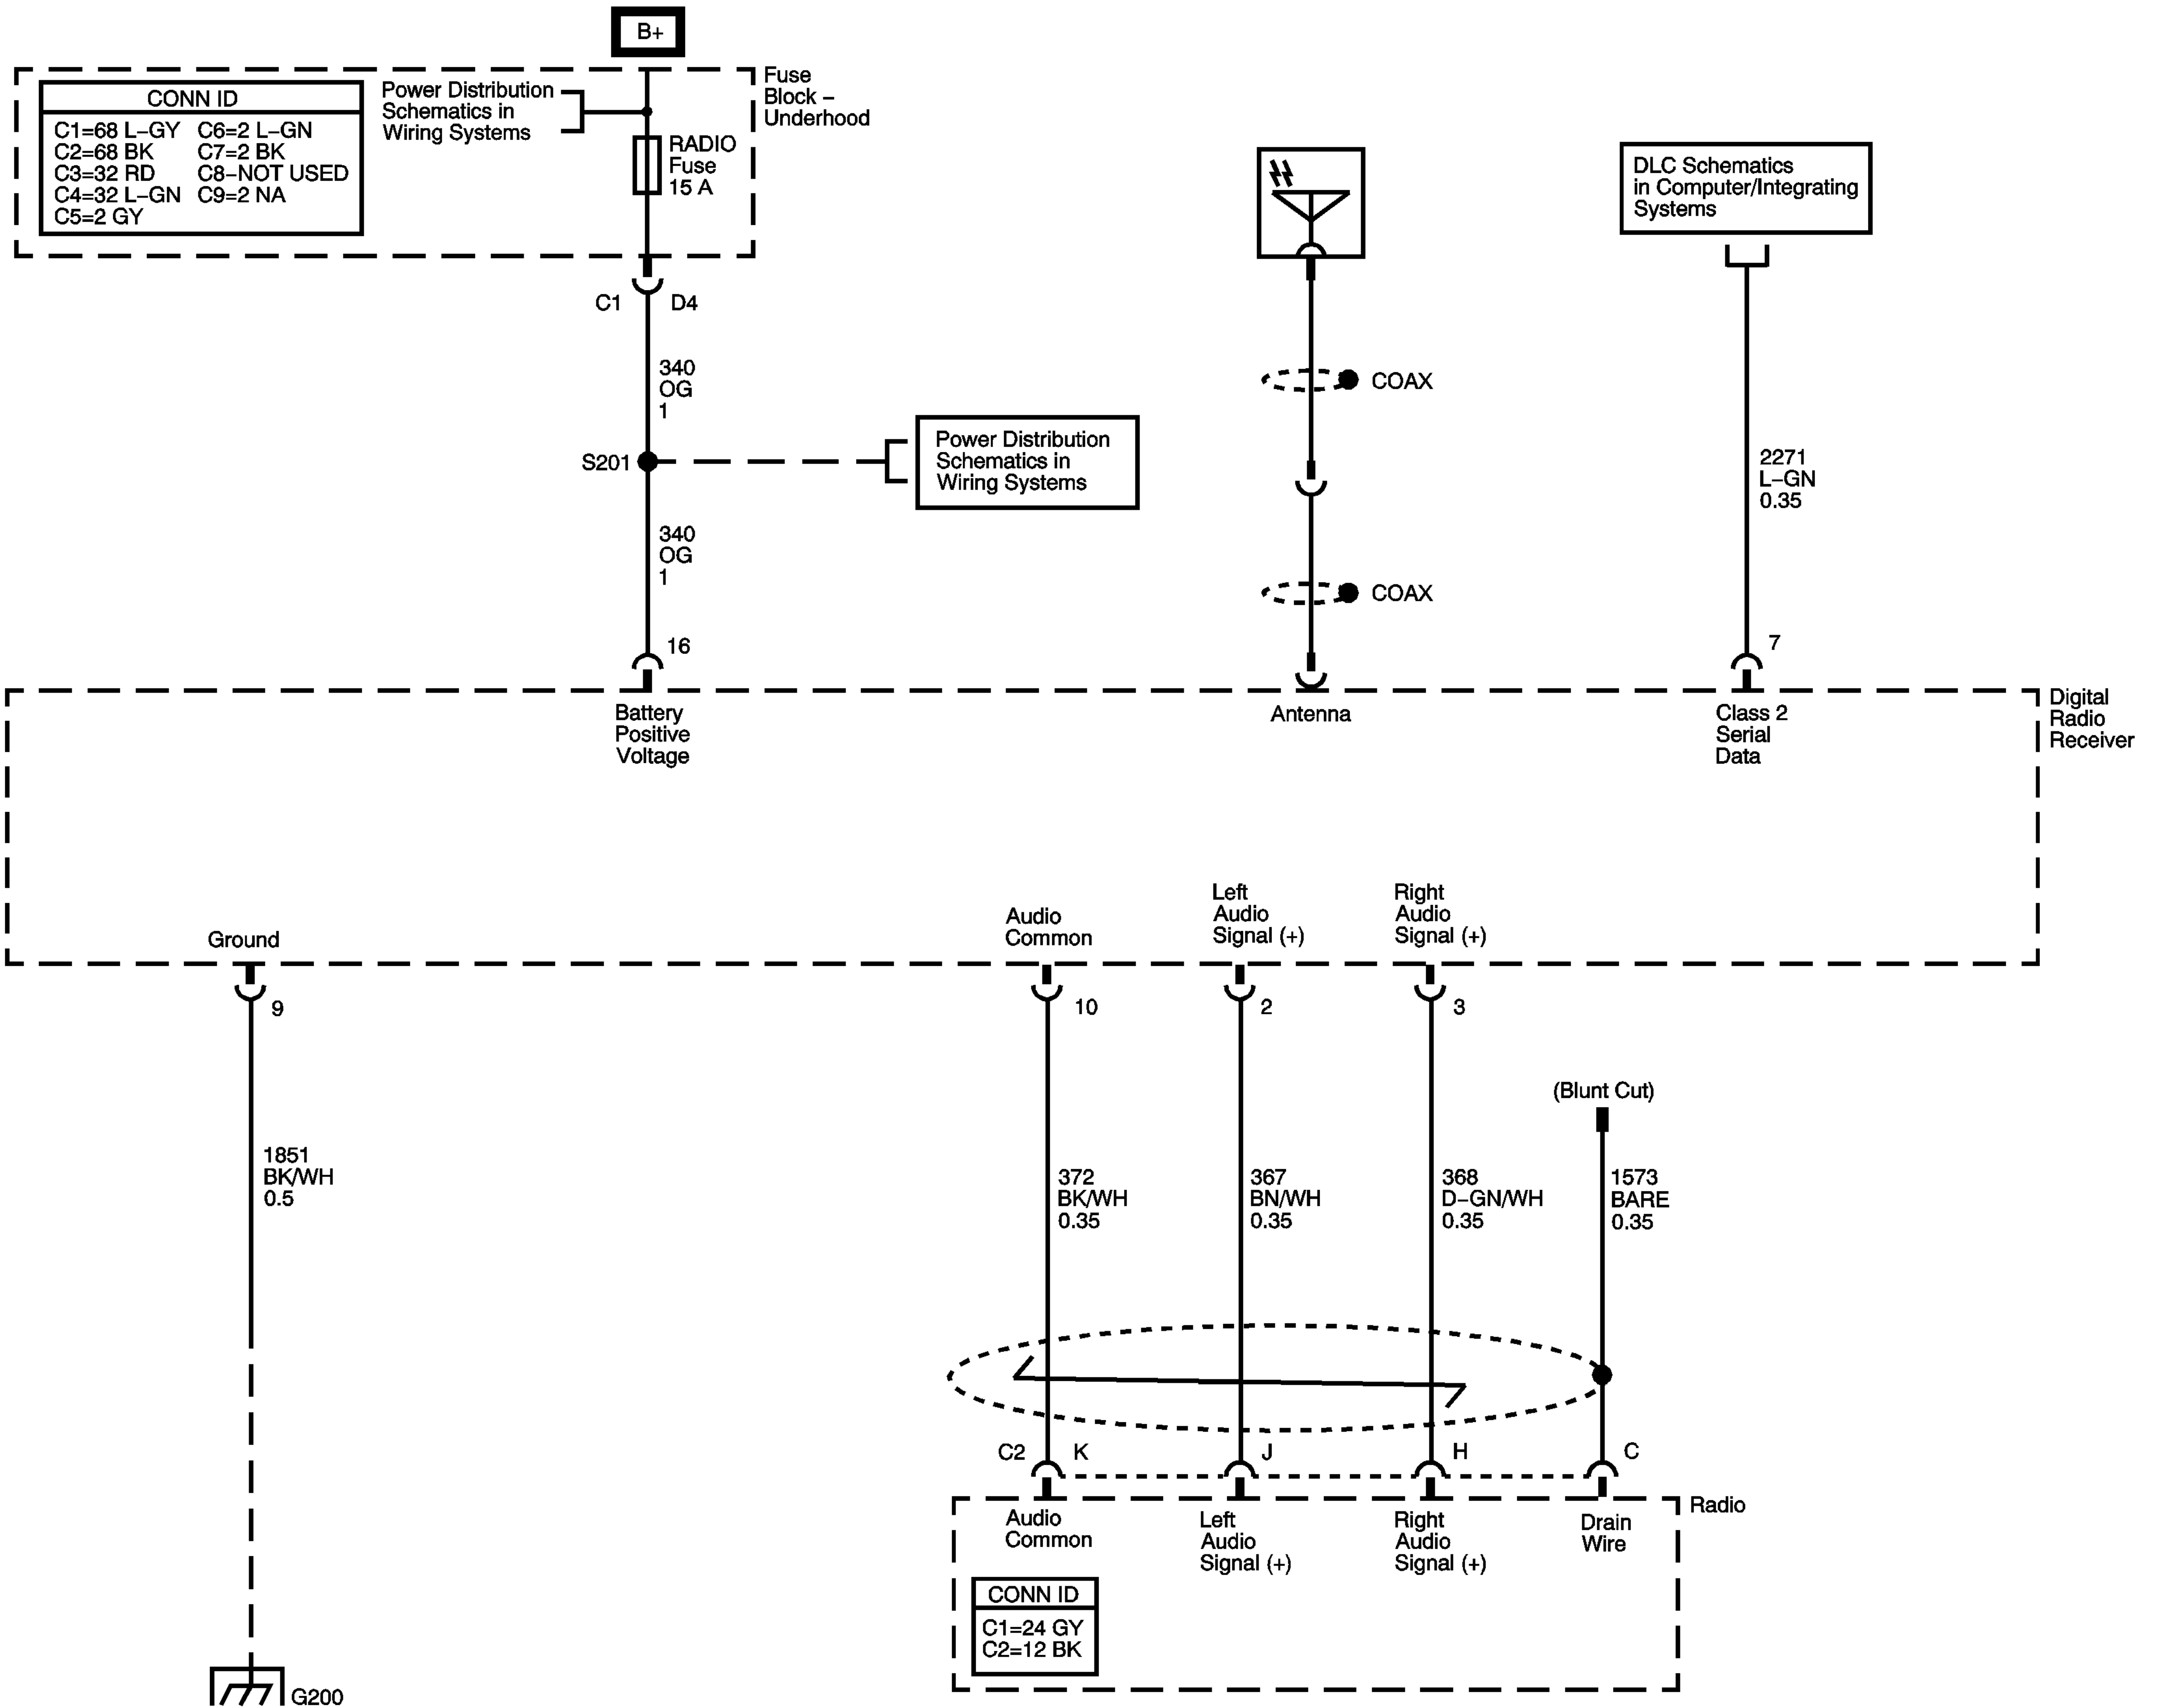 B+
Fuse
Block –
Underhood
CONN ID
C1=68 L–GY C6=2 L–GN
C2=68 BK C7=2 BK
C3=32 RD C8–NOT USED
C4=32 L–GN C9=2 NA
C5=2 GY
Power Distribution
Schematics in
Wiring Systems
RADIO
Fuse
15 A
C1 D4
340
OG
1
S201
Power Distribution
Schematics in
Wiring Systems
340
OG
1
16
COAX
COAX
DLC Schematics
in Computer/Integrating
Systems
2271
L–GN
0.35
7
Battery
Positive
Voltage
Antenna
Class 2
Serial
Data
Digital
Radio
Receiver
Ground
Audio
Common
Left
Audio
Signal (+)
Right
Audio
Signal (+)
9
10
2
3
(Blunt Cut)
1851
BK/WH
0.5
372
BK/WH
0.35
367
BN/WH
0.35
368
D–GN/WH
0.35
1573
BARE
0.35
C2 K
J
H
C
Radio
Audio
Common
Left
Audio
Signal (+)
Right
Audio
Signal (+)
Drain
Wire
CONN ID
C1=24 GY
C2=12 BK
G200